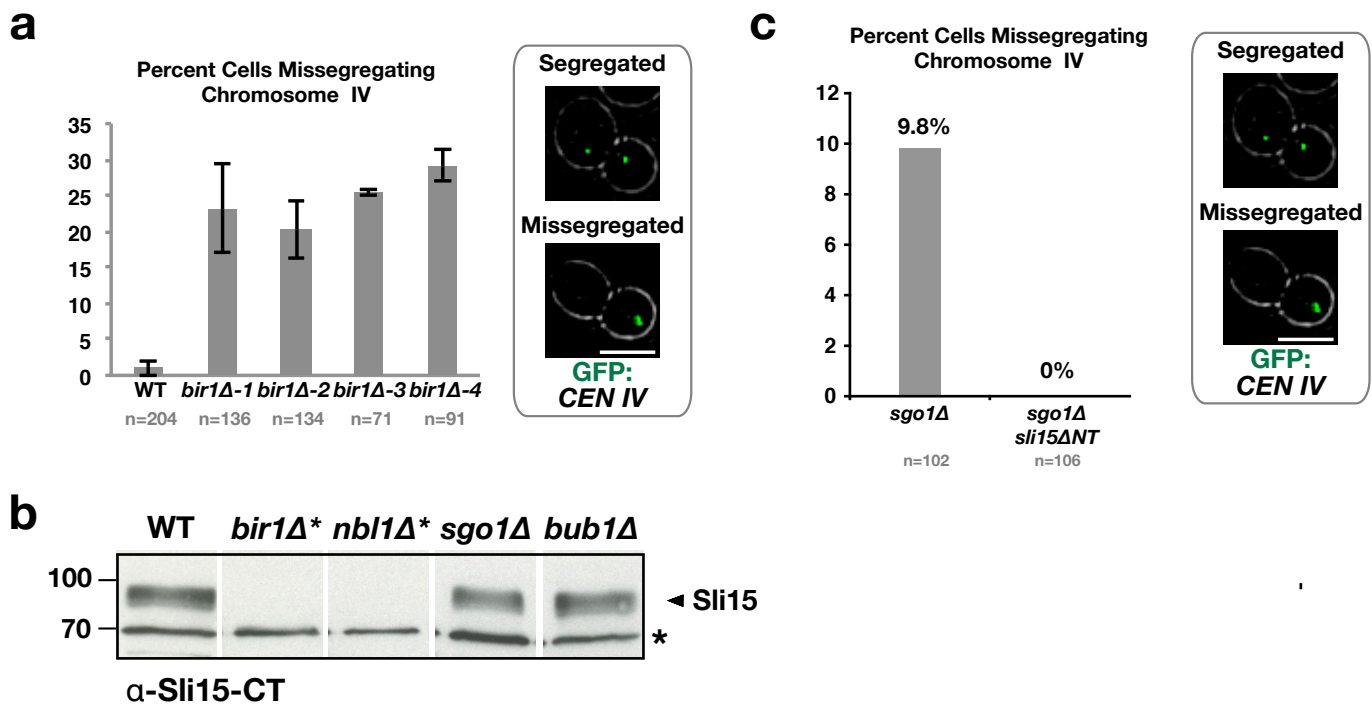 a
Percent Cells Missegregating
Chromosome IV
35
30
25
20
15
10
5
0
WT bir1Δ-1 bir1Δ-2 bir1Δ-3 bir1Δ-4
n=204 n=136 n=134 n=71 n=91
Segregated
Missegregated
GFP:
CEN IV
c
Percent Cells Missegregating
Chromosome IV
12
10
8
6
4
2
0
9.8%
0%
sgo1Δ sgo1Δ
sli15ΔNT
n=102 n=106
Segregated
Missegregated
GFP:
CEN IV
b
WT bir1Δ* nbl1Δ* sgo1Δ bub1Δ
100
70
◄ Sli15
*
α-Sli15-CT